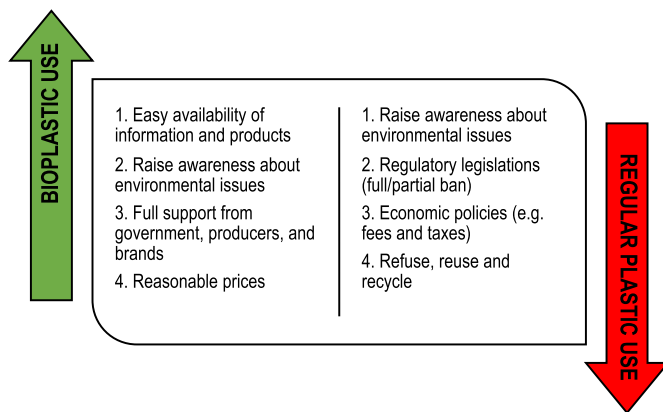 BIOPLASTIC USE
1. Easy availability of
information and products
2. Raise awareness about
environmental issues
3. Full support from
government, producers, and
brands
4. Reasonable prices
1. Raise awareness about
environmental issues
2. Regulatory legislations
(full/partial ban)
3. Economic policies (e.g.
fees and taxes)
4. Refuse, reuse and
recycle
REGULAR PLASTIC USE